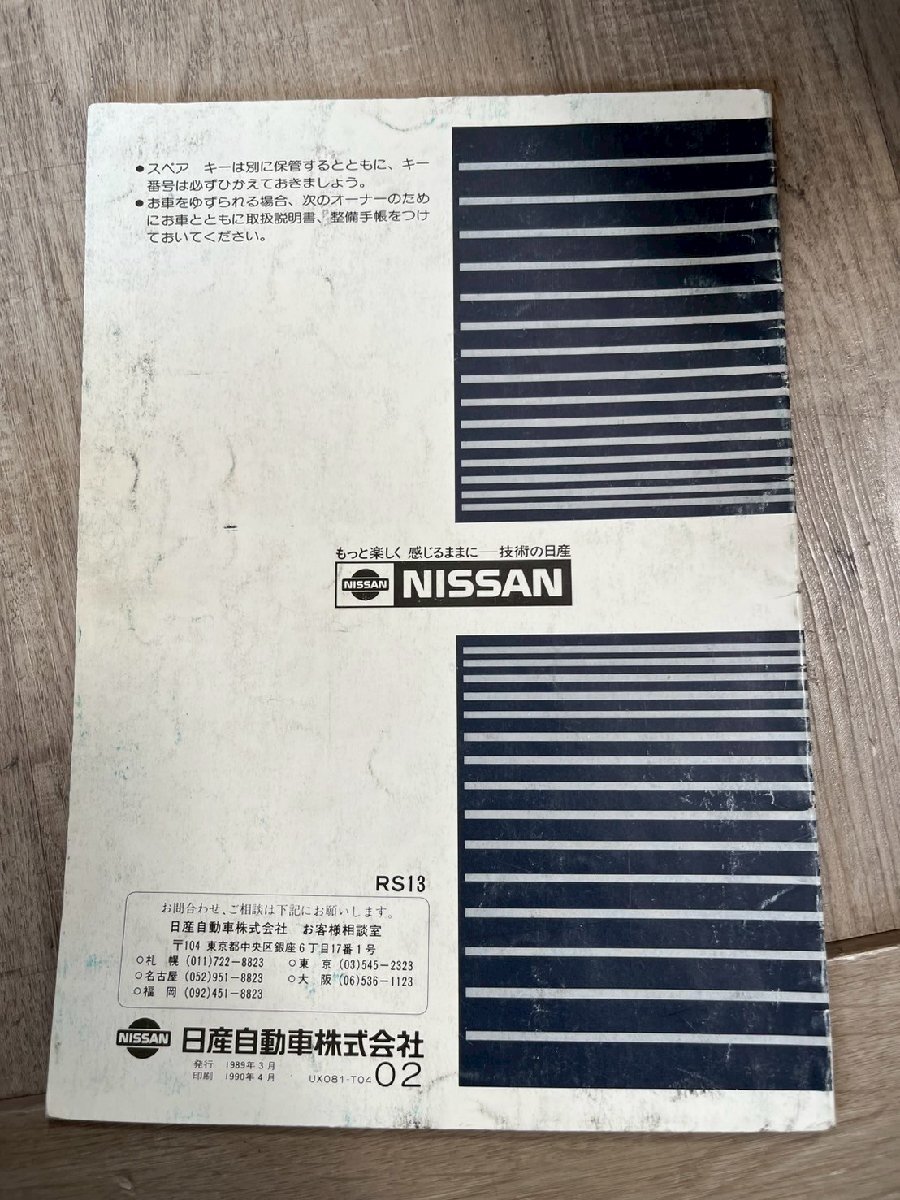 ●スペア キーは別に保管するとともに、キー
番号は必ずひかえておきましょう。
●お車をゆずられる場合、次のオーナーのため
にお車とともに取扱説明書、整備手帳をつけ
ておいてください。
もっと楽しく 感じるままに──技術の日産
NISSAN NISSAN
RS13
お問合わせ、ご相談は下記にお願いします。
日産自動車株式会社 お客様相談室
〒104 東京都中央区銀座6丁目17番1号
○札 幌 (011)722-8823 ○東 京 (03)545-2323
○名古屋 (052)951-8823 ○大 阪 (06)536-1123
○福 岡 (092)451-8823
NISSAN 日産自動車株式会社
発行 1989年3月
印刷 1990年4月 UX081-T04 02